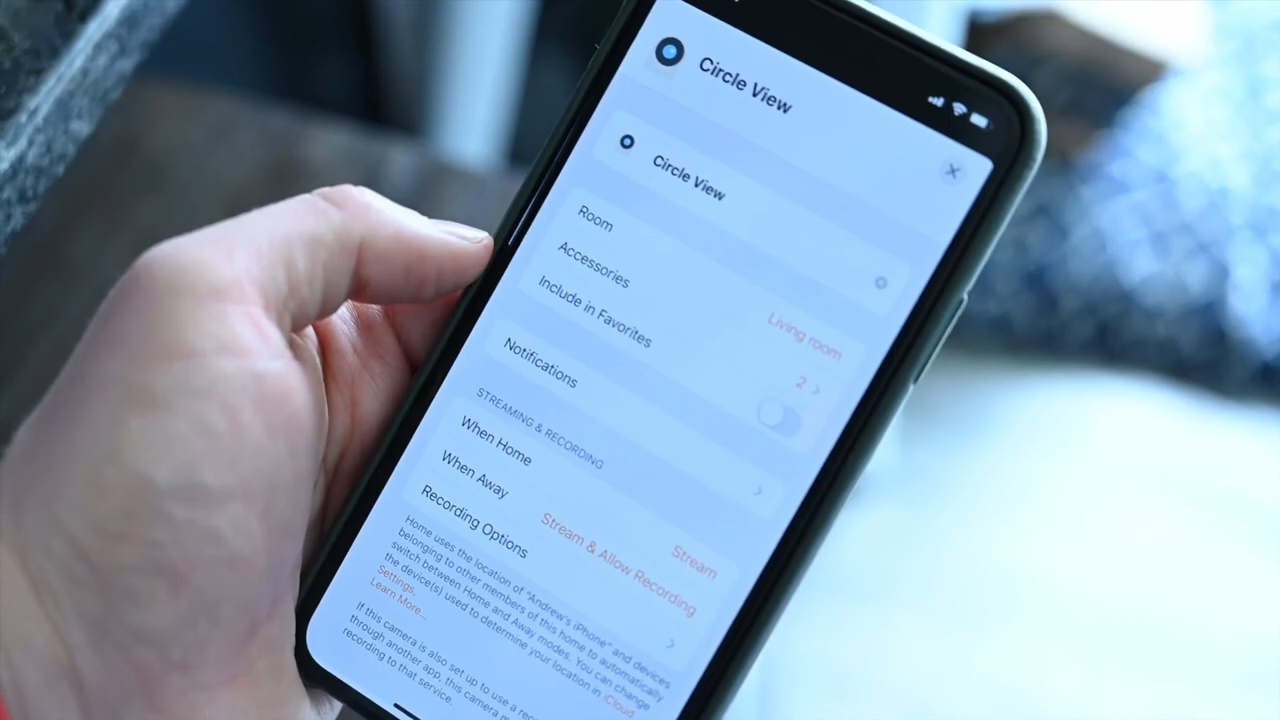 Circle View
Circle View
Room Living room
Accessories 2
Include in Favorites
Notifications
STREAMING & RECORDING
When Home Stream
When Away Stream & Allow Recording
Recording Options
Home uses the location of "Andrew's iPhone" and devices
belonging to other members of this home to automatically
switch between Home and Away modes. You can change
the device(s) used to determine your location in iCloud
Settings.
Learn More...
If this camera is also set up to use a
through another app, this camera
recording to that service.